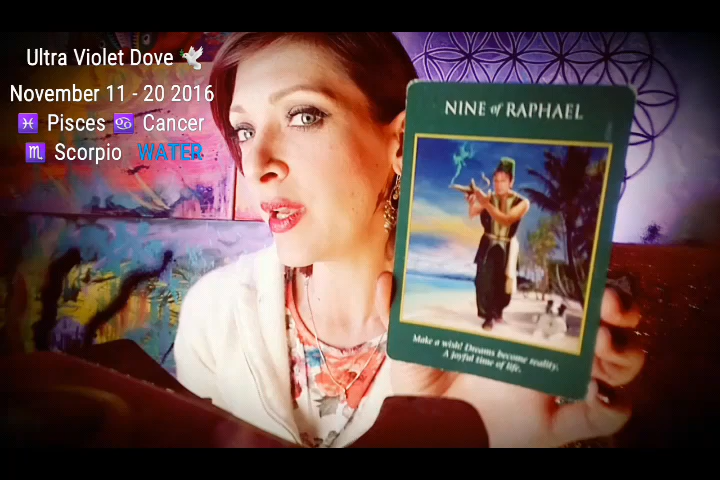 Ultra Violet Dove 🕊
November 11 - 20 2016
♓ Pisces ♋ Cancer
♏ Scorpio WATER
NINE of RAPHAEL
Make a wish! Dreams become reality.
A joyful time of life.